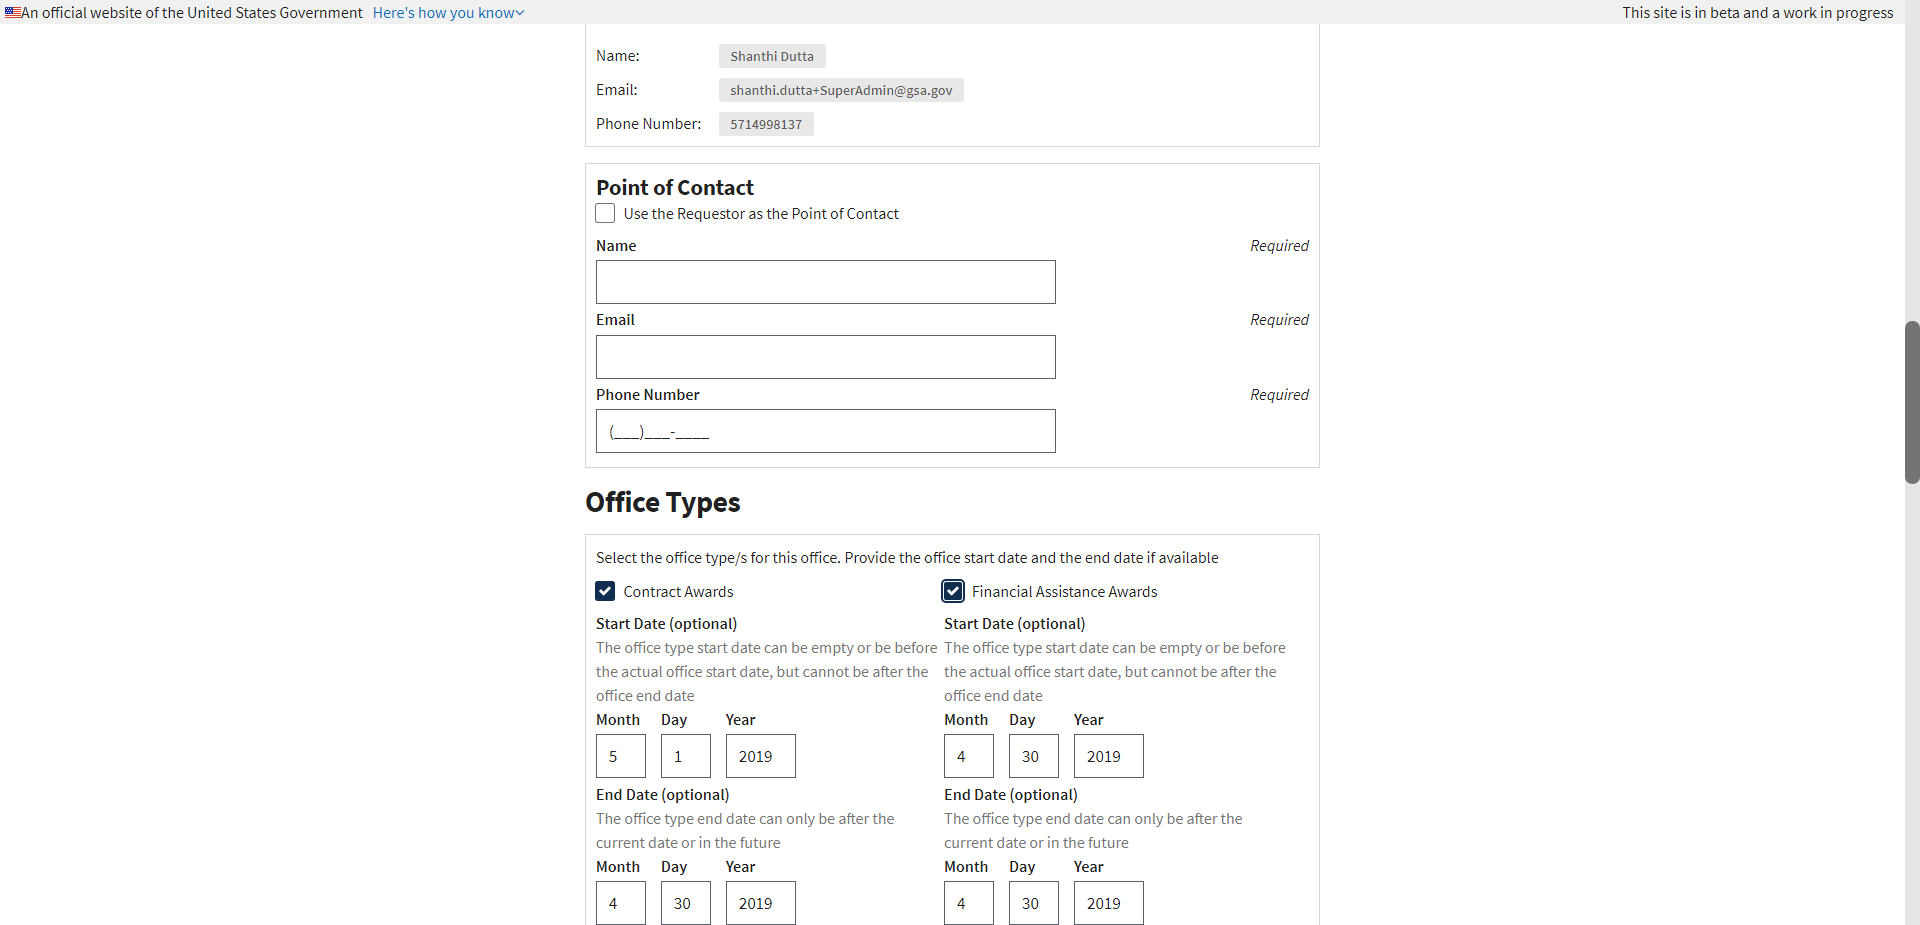 An official website of the United States Government Here's how you know
This site is in beta and a work in progress
Name: Shanthi Dutta
Email: shanthi.dutta+SuperAdmin@gsa.gov
Phone Number: 5714998137
Point of Contact
Use the Requestor as the Point of Contact
Name Required
Email Required
Phone Number Required
(___)___-____
Office Types
Select the office type/s for this office. Provide the office start date and the end date if available
Contract Awards
Start Date (optional)
The office type start date can be empty or be before
the actual office start date, but cannot be after the
office end date
Month Day Year
5 1 2019
End Date (optional)
The office type end date can only be after the
current date or in the future
Month Day Year
4 30 2019
Financial Assistance Awards
Start Date (optional)
The office type start date can be empty or be before
the actual office start date, but cannot be after the
office end date
Month Day Year
4 30 2019
End Date (optional)
The office type end date can only be after the
current date or in the future
Month Day Year
4 30 2019